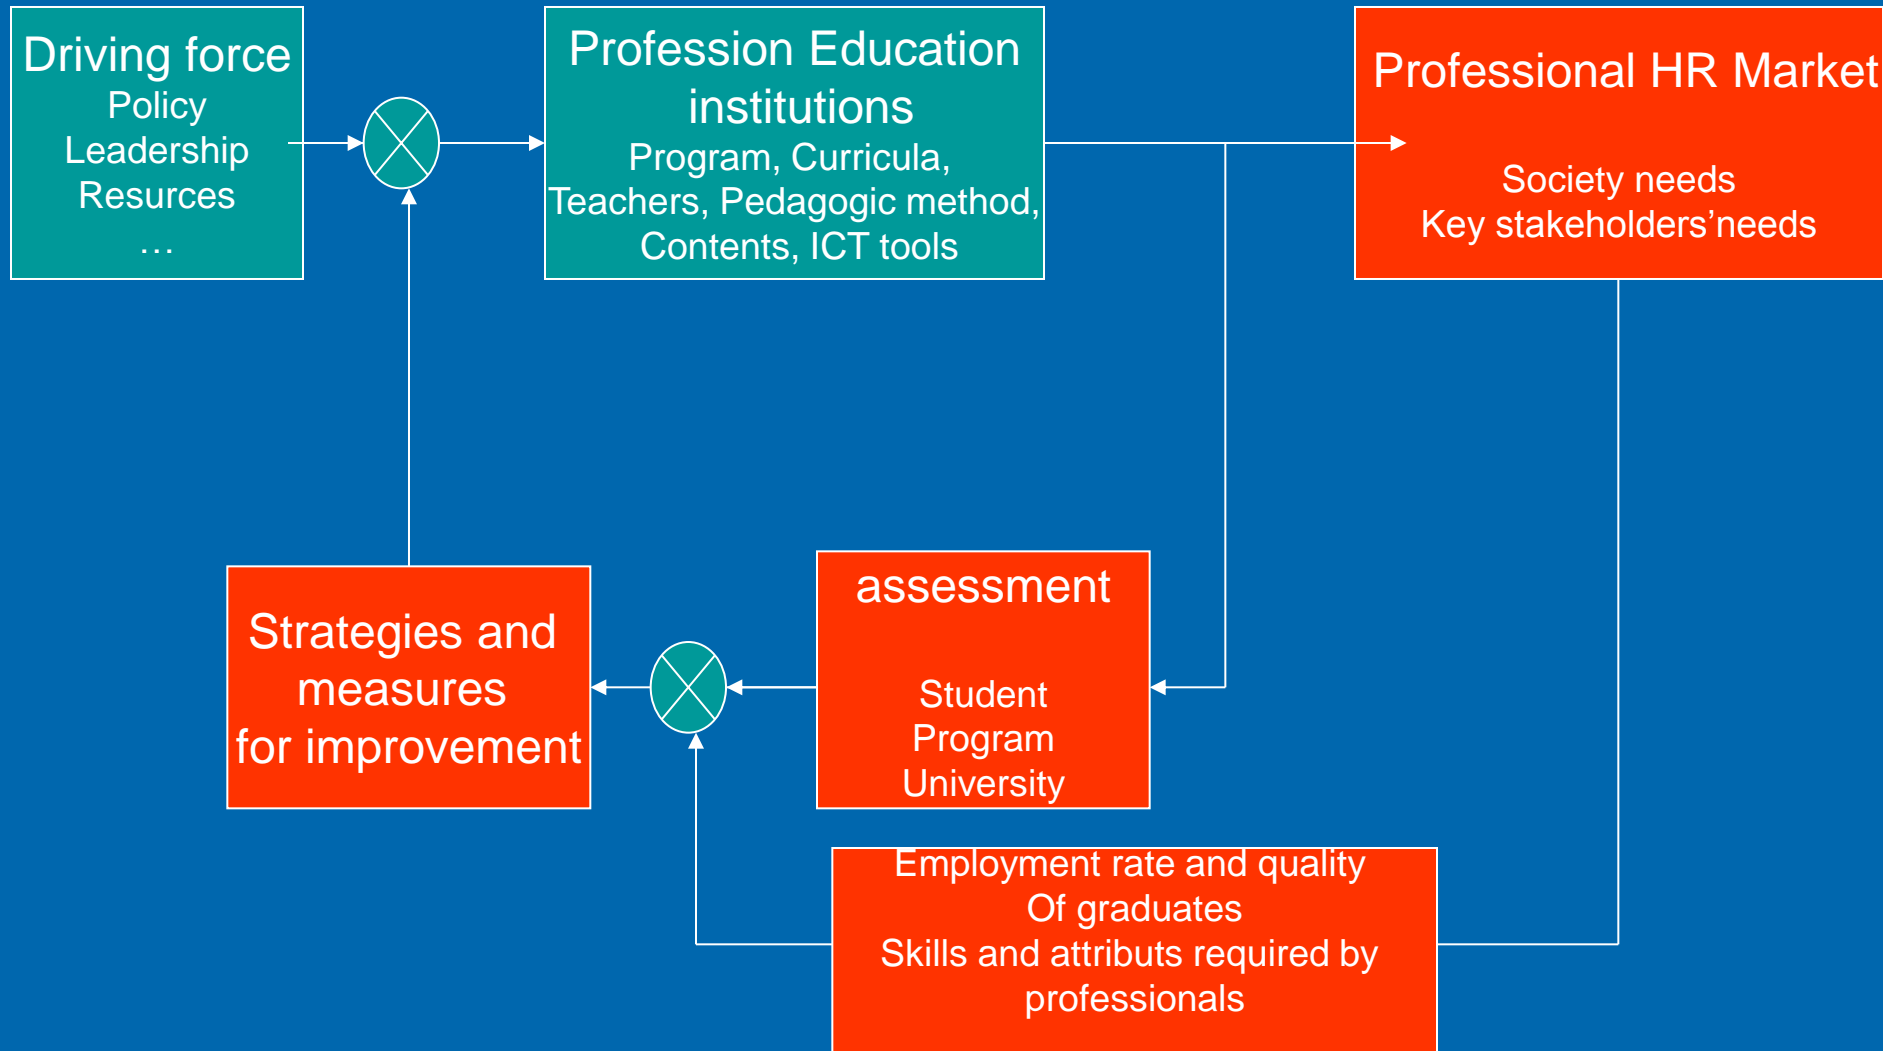 Driving force
Policy
Leadership
Resurces
…
Profession Education
institutions
Program, Curricula,
Teachers, Pedagogic method,
Contents, ICT tools
Professional HR Market
Society needs
Key stakeholders’needs
Strategies and
measures
for improvement
assessment
Student
Program
University
Employment rate and quality
Of graduates
Skills and attributs required by
professionals